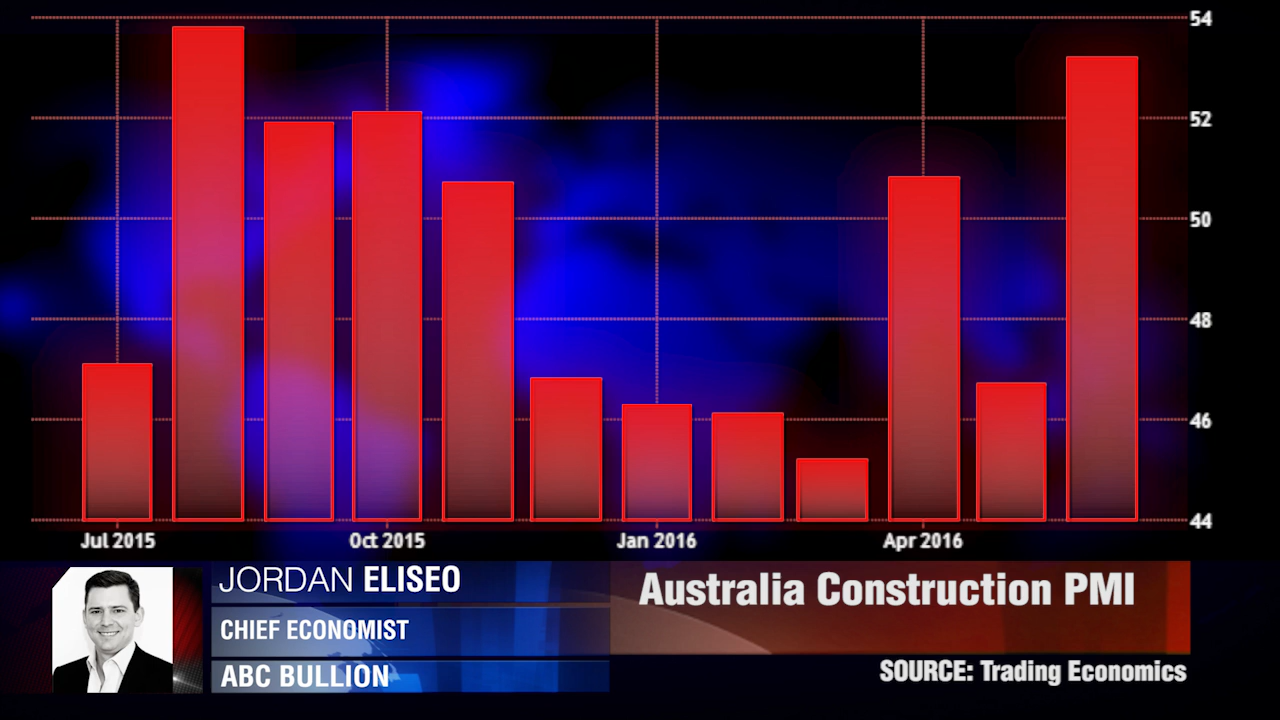 54
52
50
48
46
44
Jul 2015 Oct 2015 Jan 2016 Apr 2016
JORDAN ELISEO
CHIEF ECONOMIST
ABC BULLION
Australia Construction PMI
SOURCE: Trading Economics